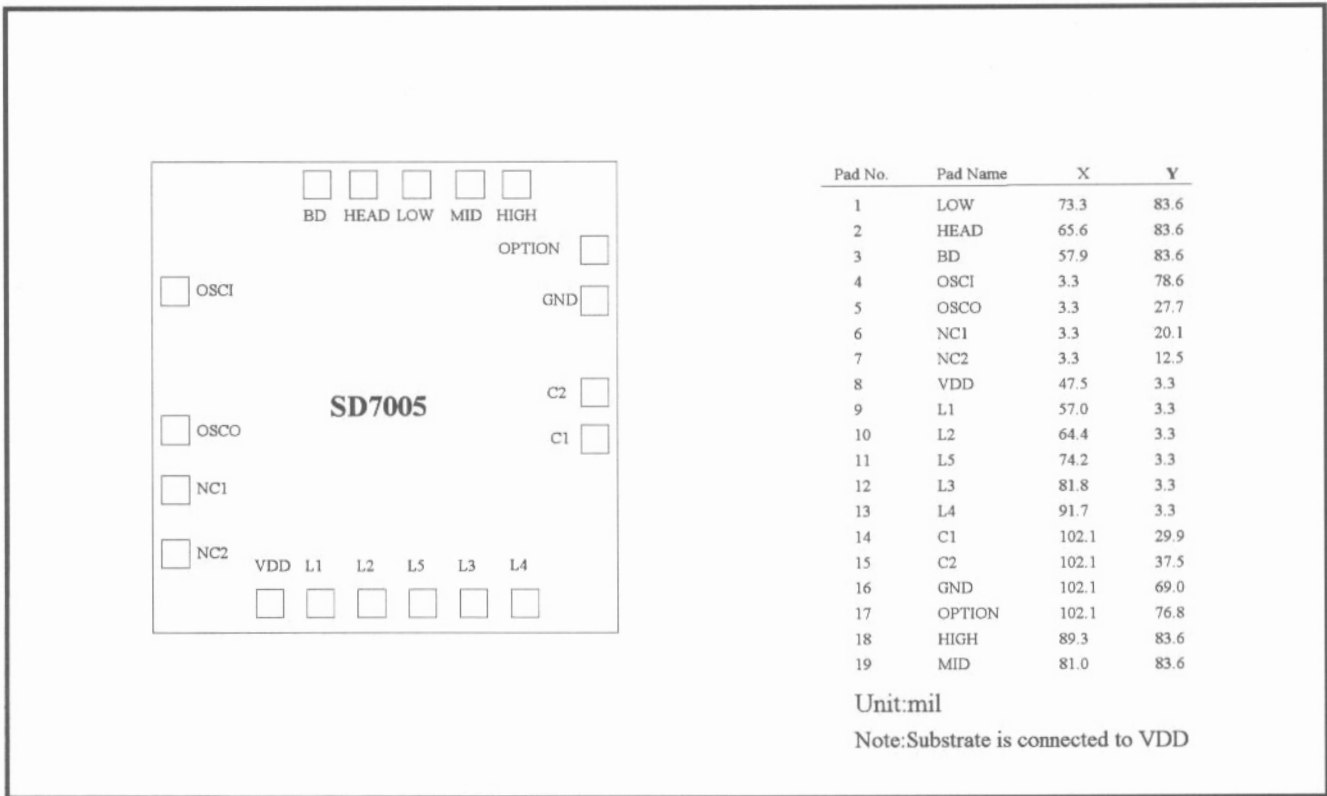 BD HEAD LOW MID HIGH
OPTION
OSCI
GND
C2
SD7005
OSCO
C1
NC1
NC2
VDD L1 L2 L5 L3 L4
Pad No. Pad Name X Y
1 LOW 73.3 83.6
2 HEAD 65.6 83.6
3 BD 57.9 83.6
4 OSCI 3.3 78.6
5 OSCO 3.3 27.7
6 NC1 3.3 20.1
7 NC2 3.3 12.5
8 VDD 47.5 3.3
9 L1 57.0 3.3
10 L2 64.4 3.3
11 L5 74.2 3.3
12 L3 81.8 3.3
13 L4 91.7 3.3
14 C1 102.1 29.9
15 C2 102.1 37.5
16 GND 102.1 69.0
17 OPTION 102.1 76.8
18 HIGH 89.3 83.6
19 MID 81.0 83.6
Unit:mil
Note:Substrate is connected to VDD